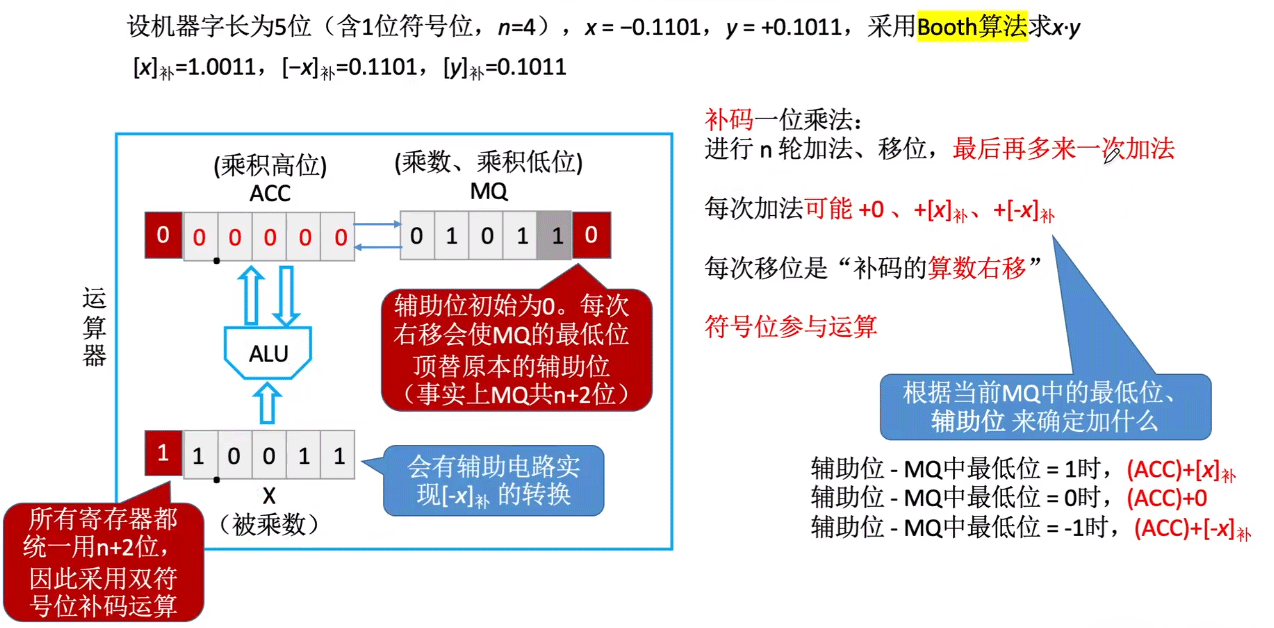 设机器字长为5位（含1位符号位，n=4），x = −0.1101，y = +0.1011，采用Booth算法求x·y
[x]补=1.0011，[−x]补=0.1101，[y]补=0.1011
补码一位乘法：
进行 n 轮加法、移位，最后再多来一次加法
每次加法可能 +0 、+[x]补、+[-x]补
每次移位是“补码的算数右移”
符号位参与运算
(乘积高位)
ACC
(乘数、乘积低位)
MQ
0 0 0 0 0 0
0 1 0 1 1 0
运算器
ALU
辅助位初始为0。每次
右移会使MQ的最低位
顶替原本的辅助位
（事实上MQ共n+2位）
1 1 0 0 1 1
X
（被乘数）
会有辅助电路实
现[-x]补 的转换
所有寄存器都
统一用n+2位，
因此采用双符
号位补码运算
根据当前MQ中的最低位、
辅助位 来确定加什么
辅助位 - MQ中最低位 = 1时，(ACC)+[x]补
辅助位 - MQ中最低位 = 0时，(ACC)+0
辅助位 - MQ中最低位 = -1时，(ACC)+[-x]补